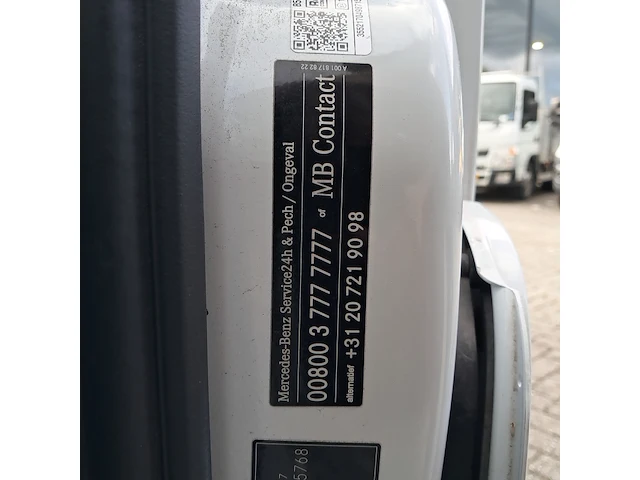 A 001 817 82 22
Mercedes-Benz Service24h & Pech / Ongeval
00800 3 777 7777 of MB Contact
alternatief +31 20 721 90 98
5768